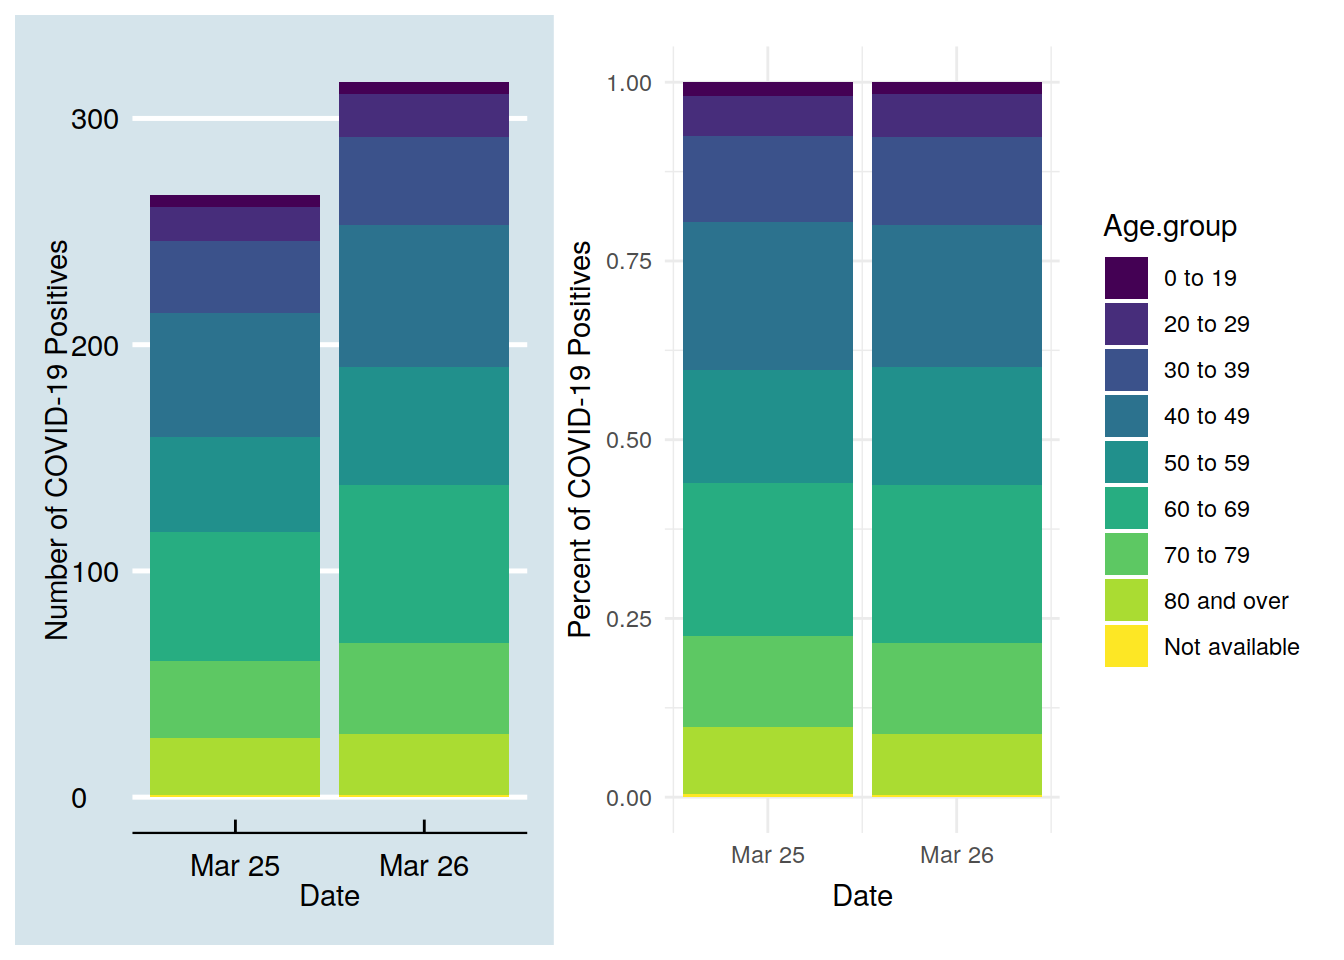 Number of COVID-19 Positives
300
200
100
0
Mar 25
Mar 26
Date
Percent of COVID-19 Positives
1.00
0.75
0.50
0.25
0.00
Mar 25
Mar 26
Date
Age.group
0 to 19
20 to 29
30 to 39
40 to 49
50 to 59
60 to 69
70 to 79
80 and over
Not available